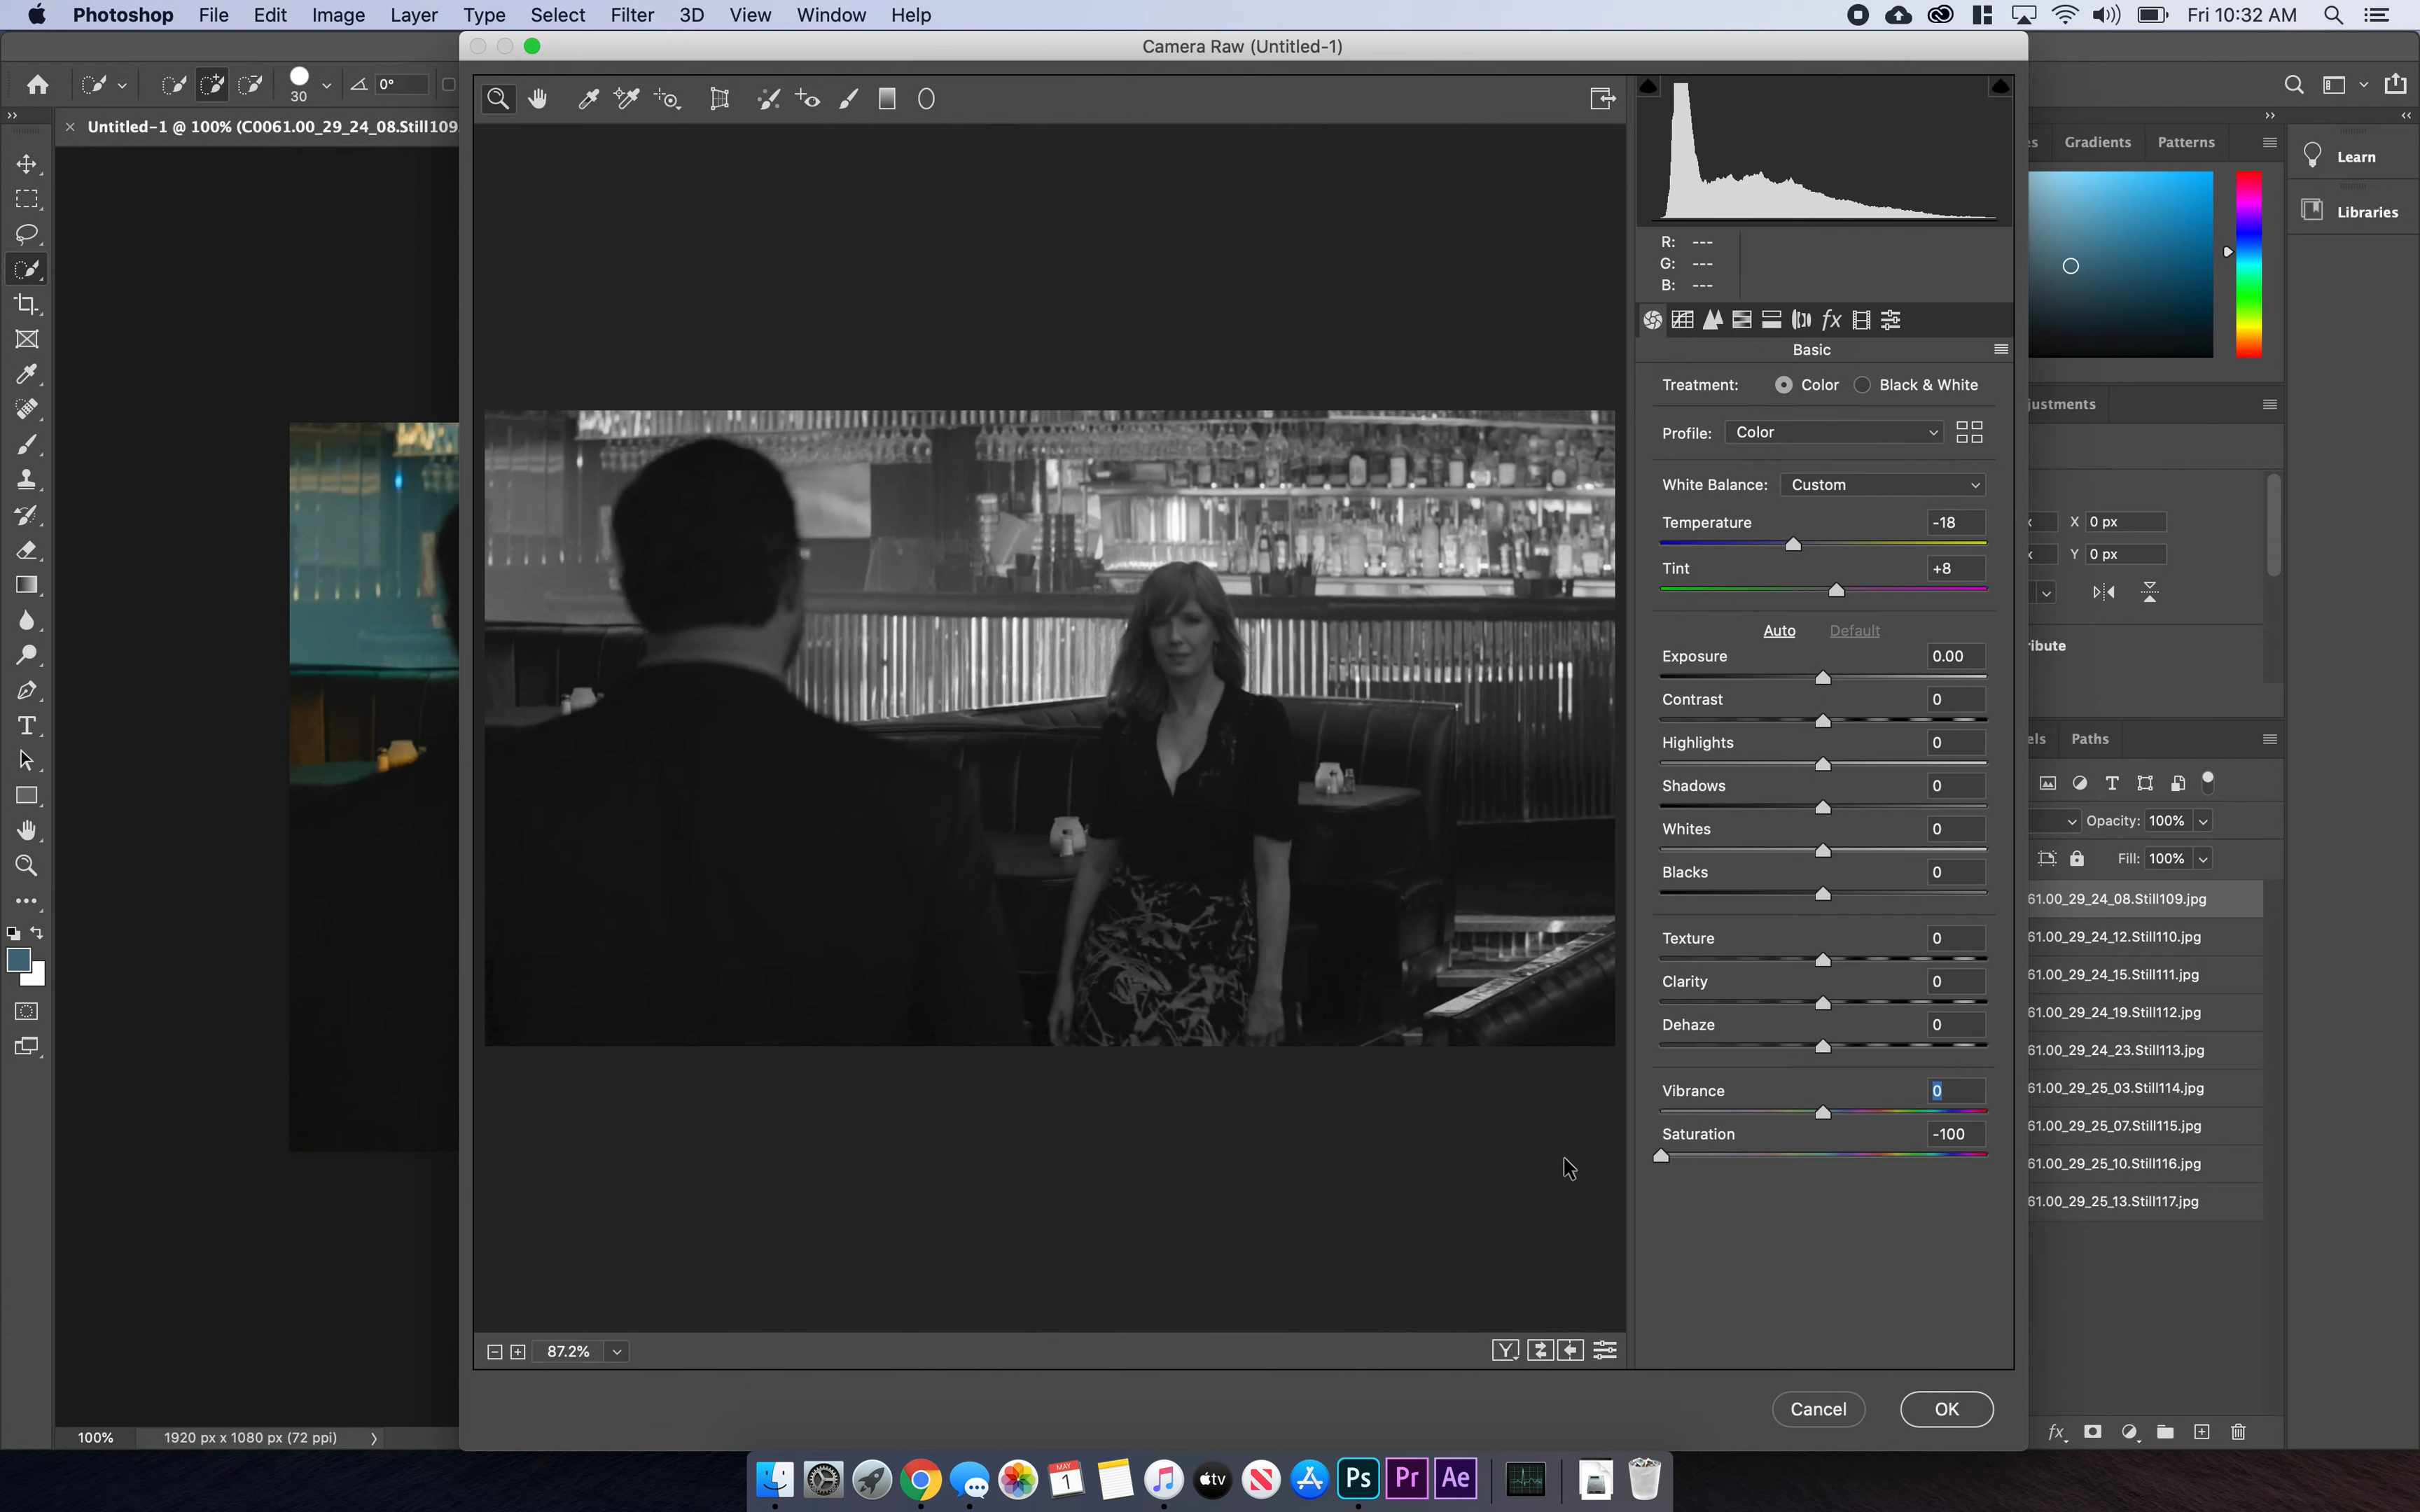 Photoshop File Edit Image Layer Type Select Filter 3D View Window Help Fri 10:32 AM
Camera Raw (Untitled-1)
30
0°
× Untitled-1 @ 100% (C0061.00_29_24_08.Still109.
Gradients Patterns
Learn
Libraries
R: ---
G: ---
B: ---
fx
Basic
Treatment: Color Black & White
Profile: Color
White Balance: Custom
Temperature -18
Tint +8
Auto Default
Exposure 0.00
Contrast 0
Highlights 0
Shadows 0
Whites 0
Blacks 0
Texture 0
Clarity 0
Dehaze 0
Vibrance 0
Saturation -100
justments
X 0 px
Y 0 px
ribute
els Paths
Opacity: 100%
Fill: 100%
61.00_29_24_08.Still109.jpg
61.00_29_24_12.Still110.jpg
61.00_29_24_15.Still111.jpg
61.00_29_24_19.Still112.jpg
61.00_29_24_23.Still113.jpg
61.00_29_25_03.Still114.jpg
61.00_29_25_07.Still115.jpg
61.00_29_25_10.Still116.jpg
61.00_29_25_13.Still117.jpg
87.2%
Y
Cancel OK
100% 1920 px x 1080 px (72 ppi)
fx
MAY
1
tv
Ps Pr Ae